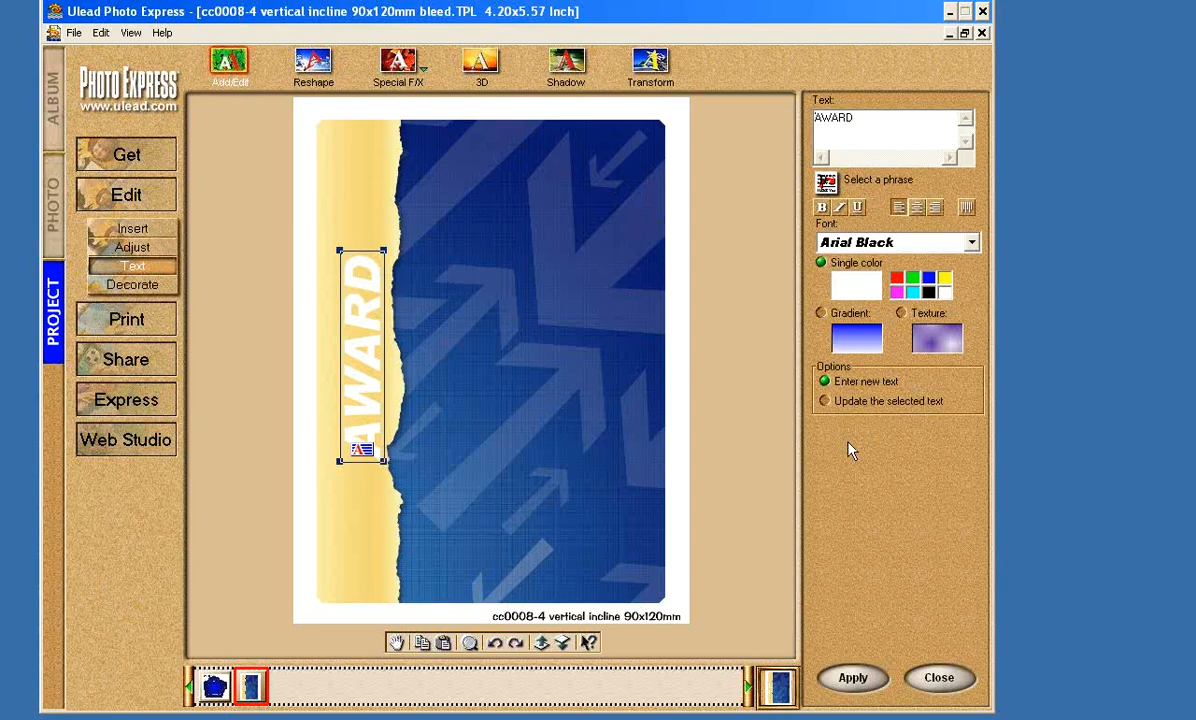 Ulead Photo Express - [cc0008-4 vertical incline 90x120mm bleed.TPL 4.20x5.57 Inch]
File Edit View Help
ALBUM
PHOTO
PROJECT
PHOTO EXPRESS
www.ulead.com
Get
Edit
Insert
Adjust
Text
Decorate
Print
Share
Express
Web Studio
Add/Edit
Reshape
Special F/X
3D
Shadow
Transform
AWARD
cc0008-4 vertical incline 90x120mm
Text:
AWARD
Select a phrase
B I U
Font:
Arial Black
Single color
Gradient: Texture:
Options
Enter new text
Update the selected text
Apply Close